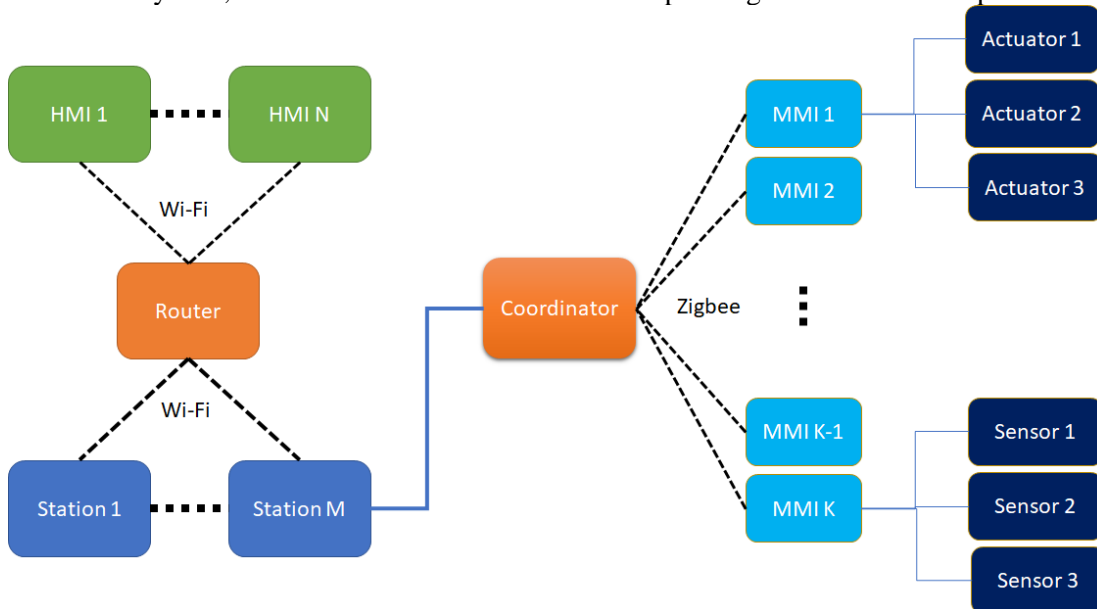 HMI 1
HMI N
Wi-Fi
Router
Wi-Fi
Station 1
Station M
Coordinator
Zigbee
MMI 1
MMI 2
MMI K-1
MMI K
Actuator 1
Actuator 2
Actuator 3
Sensor 1
Sensor 2
Sensor 3